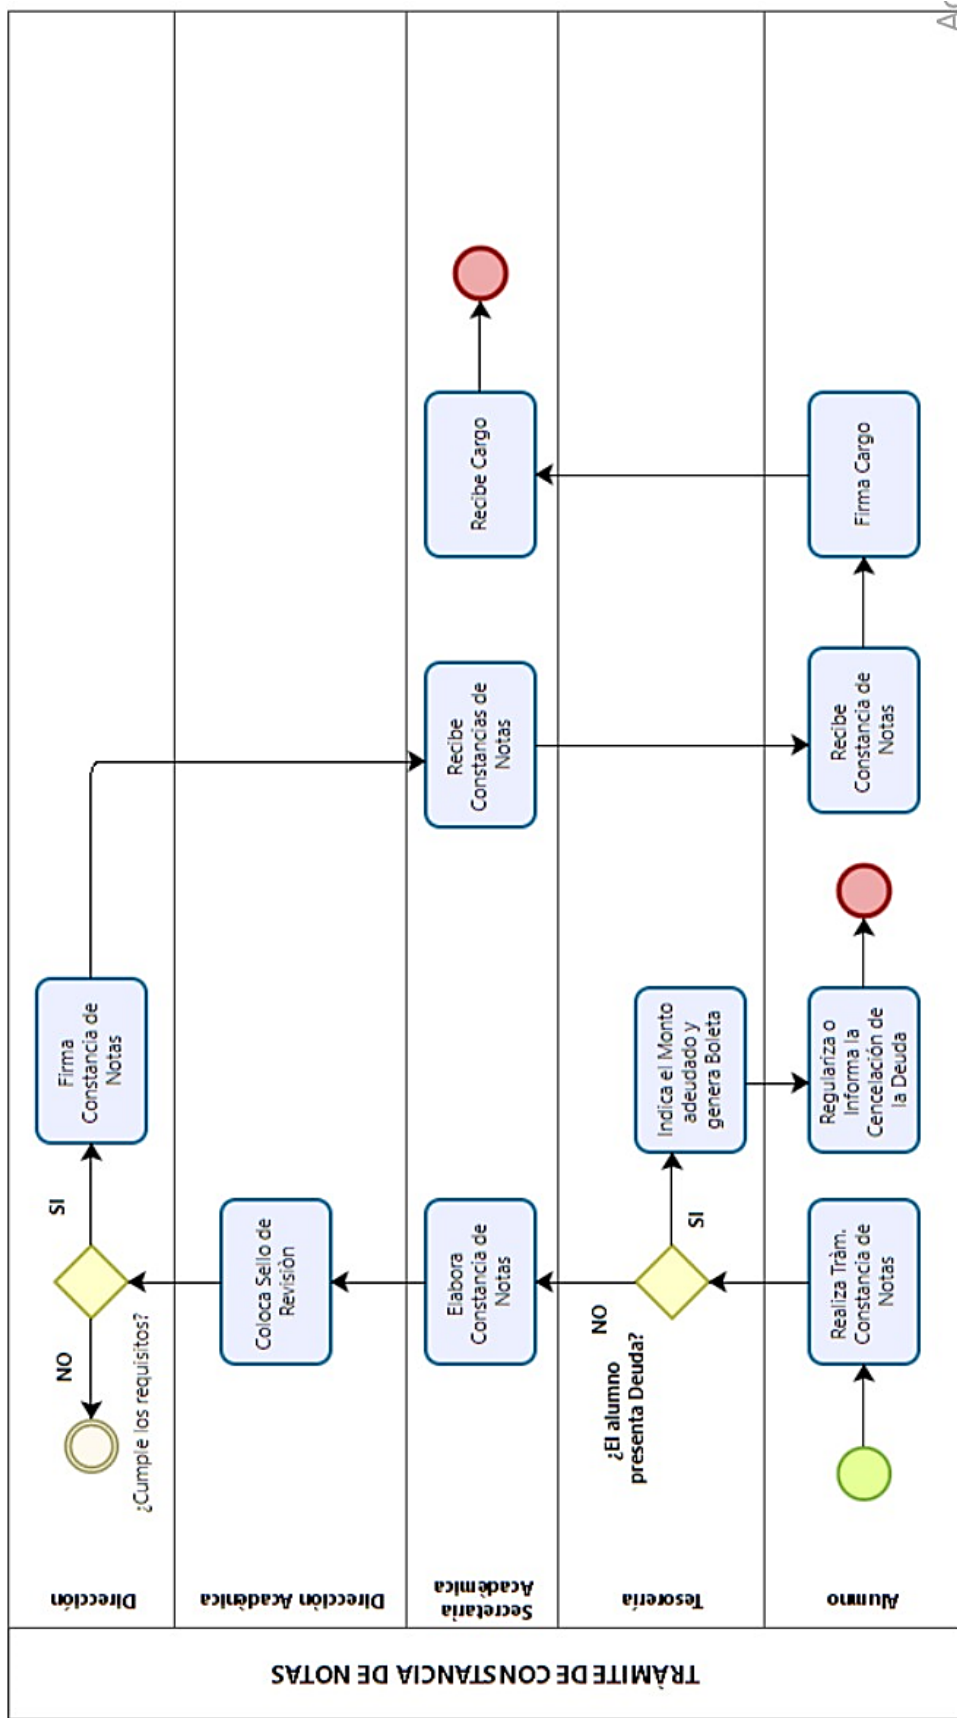 TRÀMITE DE CONSTANCIA DE NOTAS
Dirección
¿Cumple los requisitos?
NO
SI
Firma
Constancia de
Notas
Dirección Acadèmica
Coloca Sello de
Revisiòn
Secretaria
Acadèmica
Elabora
Constancia de
Notas
Recibe
Constancias de
Notas
Recibe Cargo
Tesorería
¿El alumno
presenta Deuda?
NO
SI
Indica el Monto
adeudado y
genera Boleta
Alumno
Realiza Tràm.
Constancia de
Notas
Regulariza o
Informa la
Cencelación de
la Deuda
Recibe
Constancia de
Notas
Firma Cargo